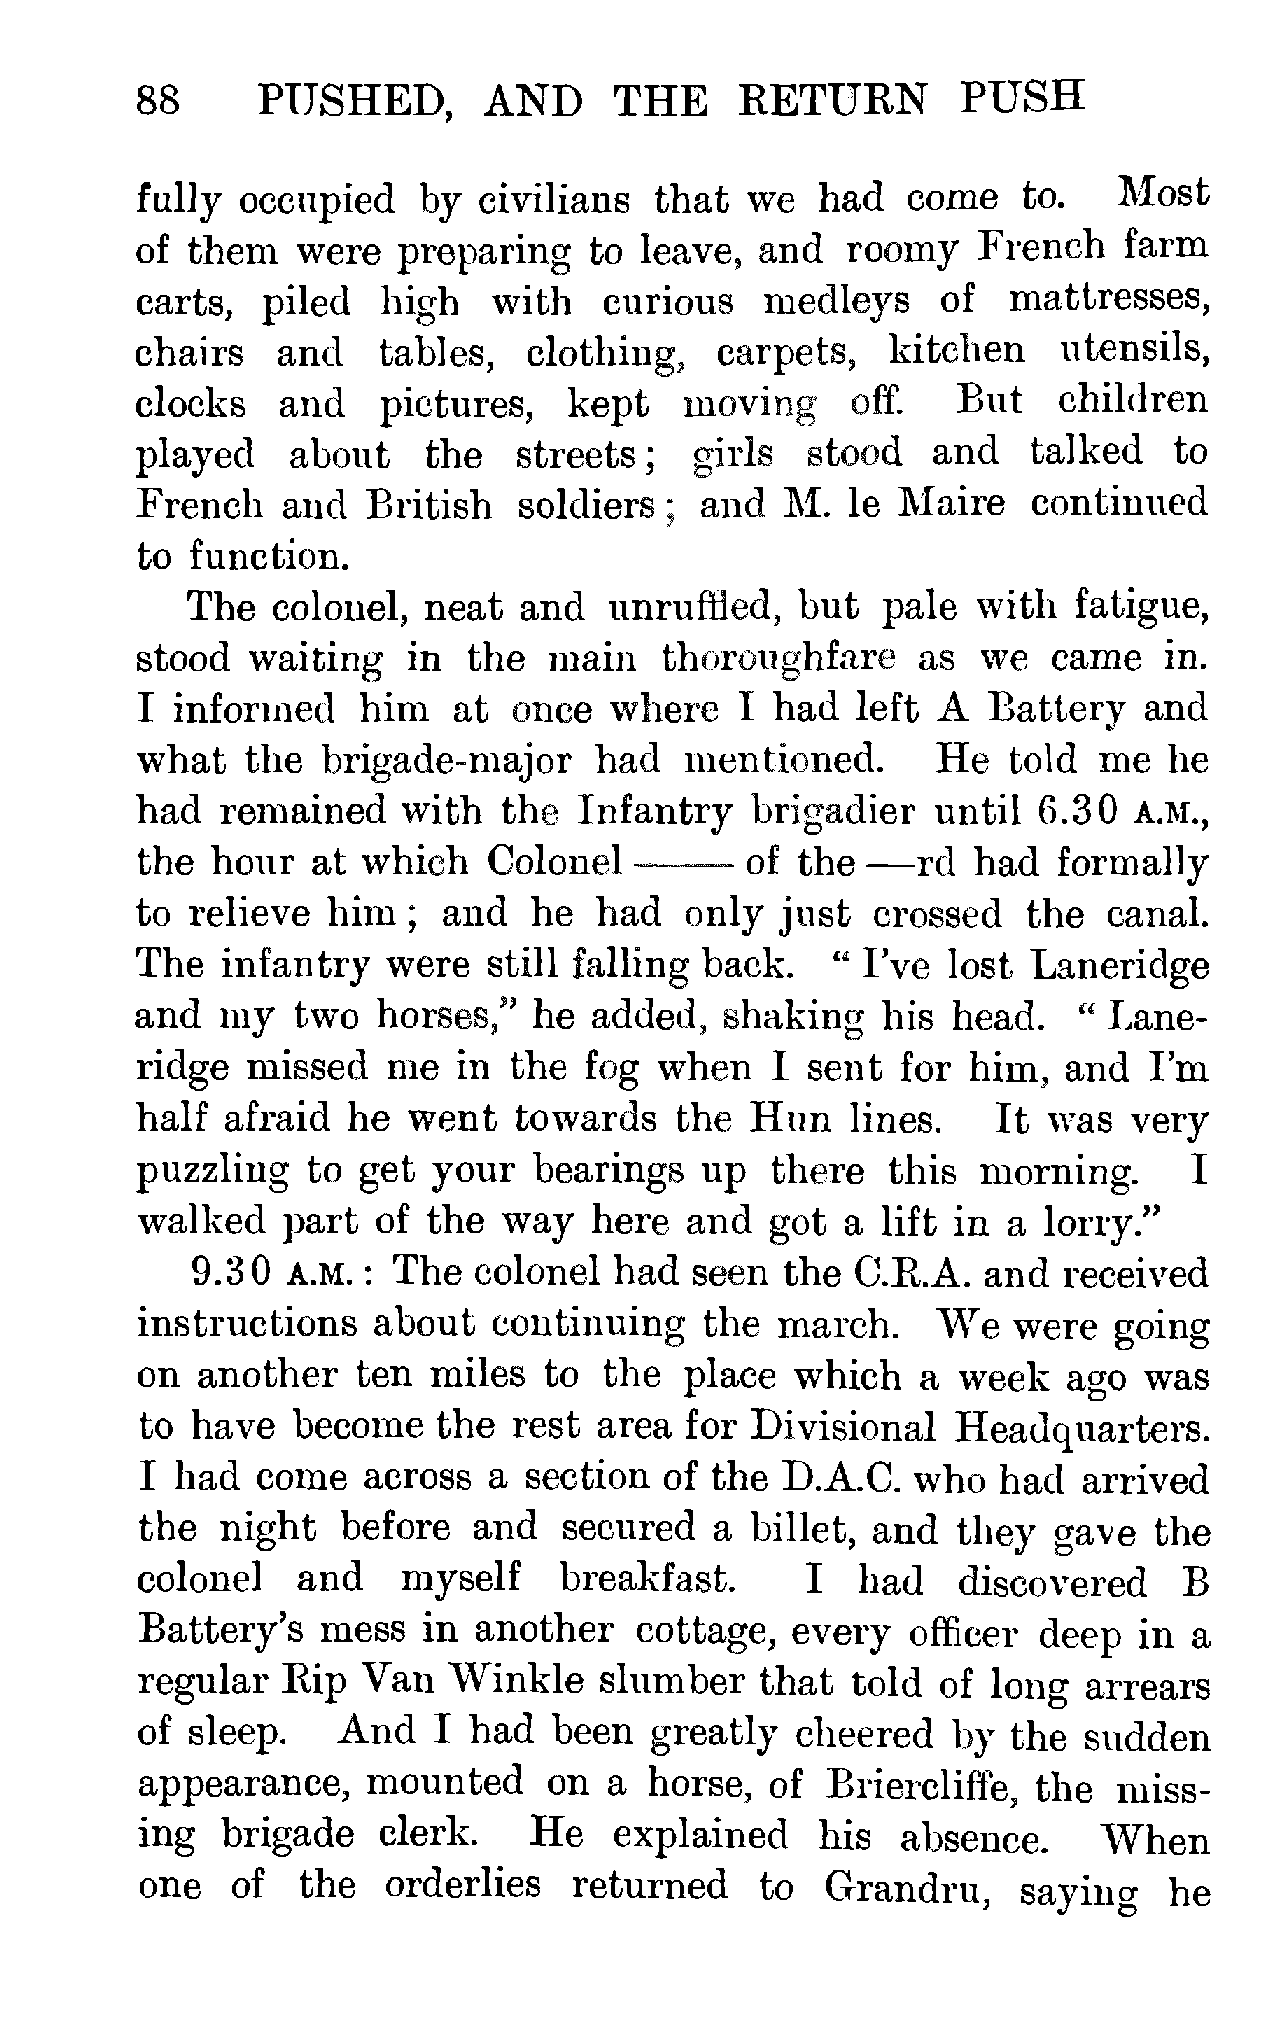 88 PUSHED, AND THE RETURN PUSH
fully occupied by civilians that we had come to. Most
of them were preparing to leave, and roomy French farm
carts, piled high with curious medleys of mattresses,
chairs and tables, clothing, carpets, kitchen utensils,
clocks and pictures, kept moving off. But children
played about the streets; girls stood and talked to
French and British soldiers; and M. le Maire continued
to function.
The colonel, neat and unruffled, but pale with fatigue,
stood waiting in the main thoroughfare as we came in.
I informed him at once where I had left A Battery and
what the brigade-major had mentioned. He told me he
had remained with the Infantry brigadier until 6.30 A.M.,
the hour at which Colonel —— of the —rd had formally
to relieve him; and he had only just crossed the canal.
The infantry were still falling back. “I’ve lost Laneridge
and my two horses,” he added, shaking his head. “Lane-
ridge missed me in the fog when I sent for him, and I’m
half afraid he went towards the Hun lines. It was very
puzzling to get your bearings up there this morning. I
walked part of the way here and got a lift in a lorry.”
9.30 A.M.: The colonel had seen the C.R.A. and received
instructions about continuing the march. We were going
on another ten miles to the place which a week ago was
to have become the rest area for Divisional Headquarters.
I had come across a section of the D.A.C. who had arrived
the night before and secured a billet, and they gave the
colonel and myself breakfast. I had discovered B
Battery’s mess in another cottage, every officer deep in a
regular Rip Van Winkle slumber that told of long arrears
of sleep. And I had been greatly cheered by the sudden
appearance, mounted on a horse, of Briercliffe, the miss-
ing brigade clerk. He explained his absence. When
one of the orderlies returned to Grandru, saying he